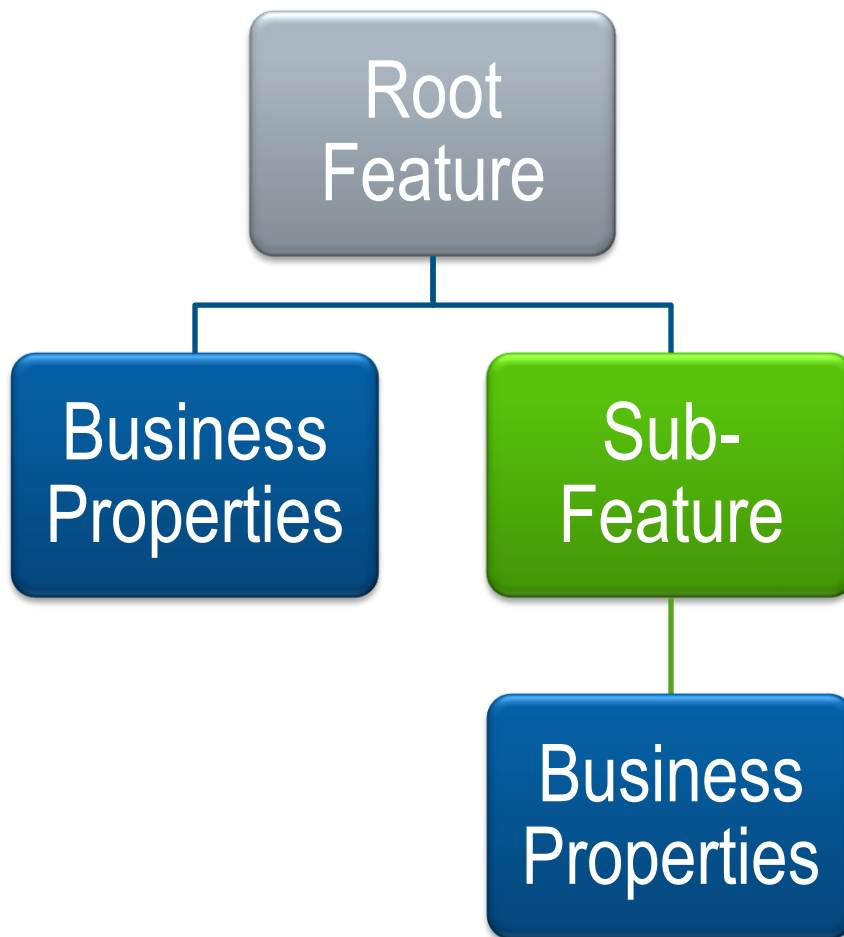 Root
Feature
Business
Properties
Sub-
Feature
Business
Properties